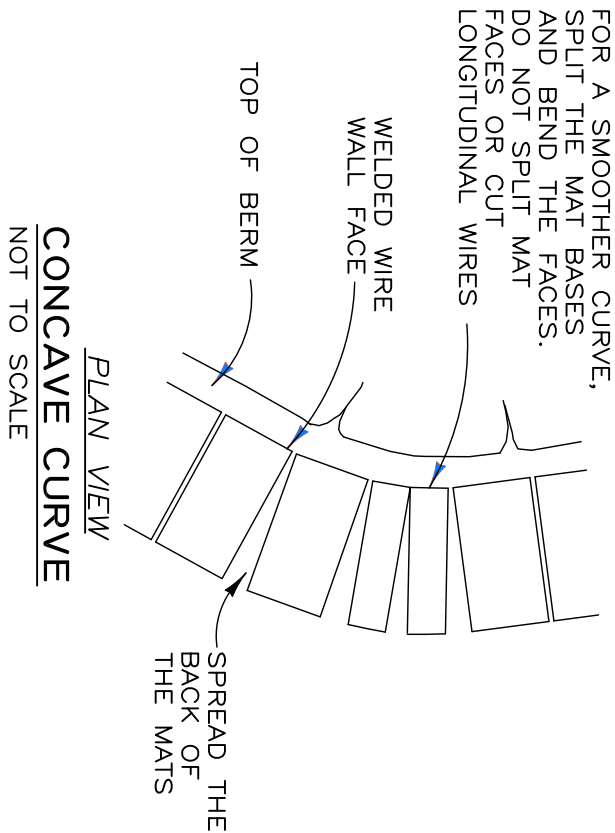 FOR A SMOOTHER CURVE,
SPLIT THE MAT BASES
AND BEND THE FACES.
DO NOT SPLIT MAT
FACES OR CUT
LONGITUDINAL WIRES
WELDED WIRE
WALL FACE
TOP OF BERM
SPREAD THE
BACK OF
THE MATS
PLAN VIEW
CONCAVE CURVE
NOT TO SCALE